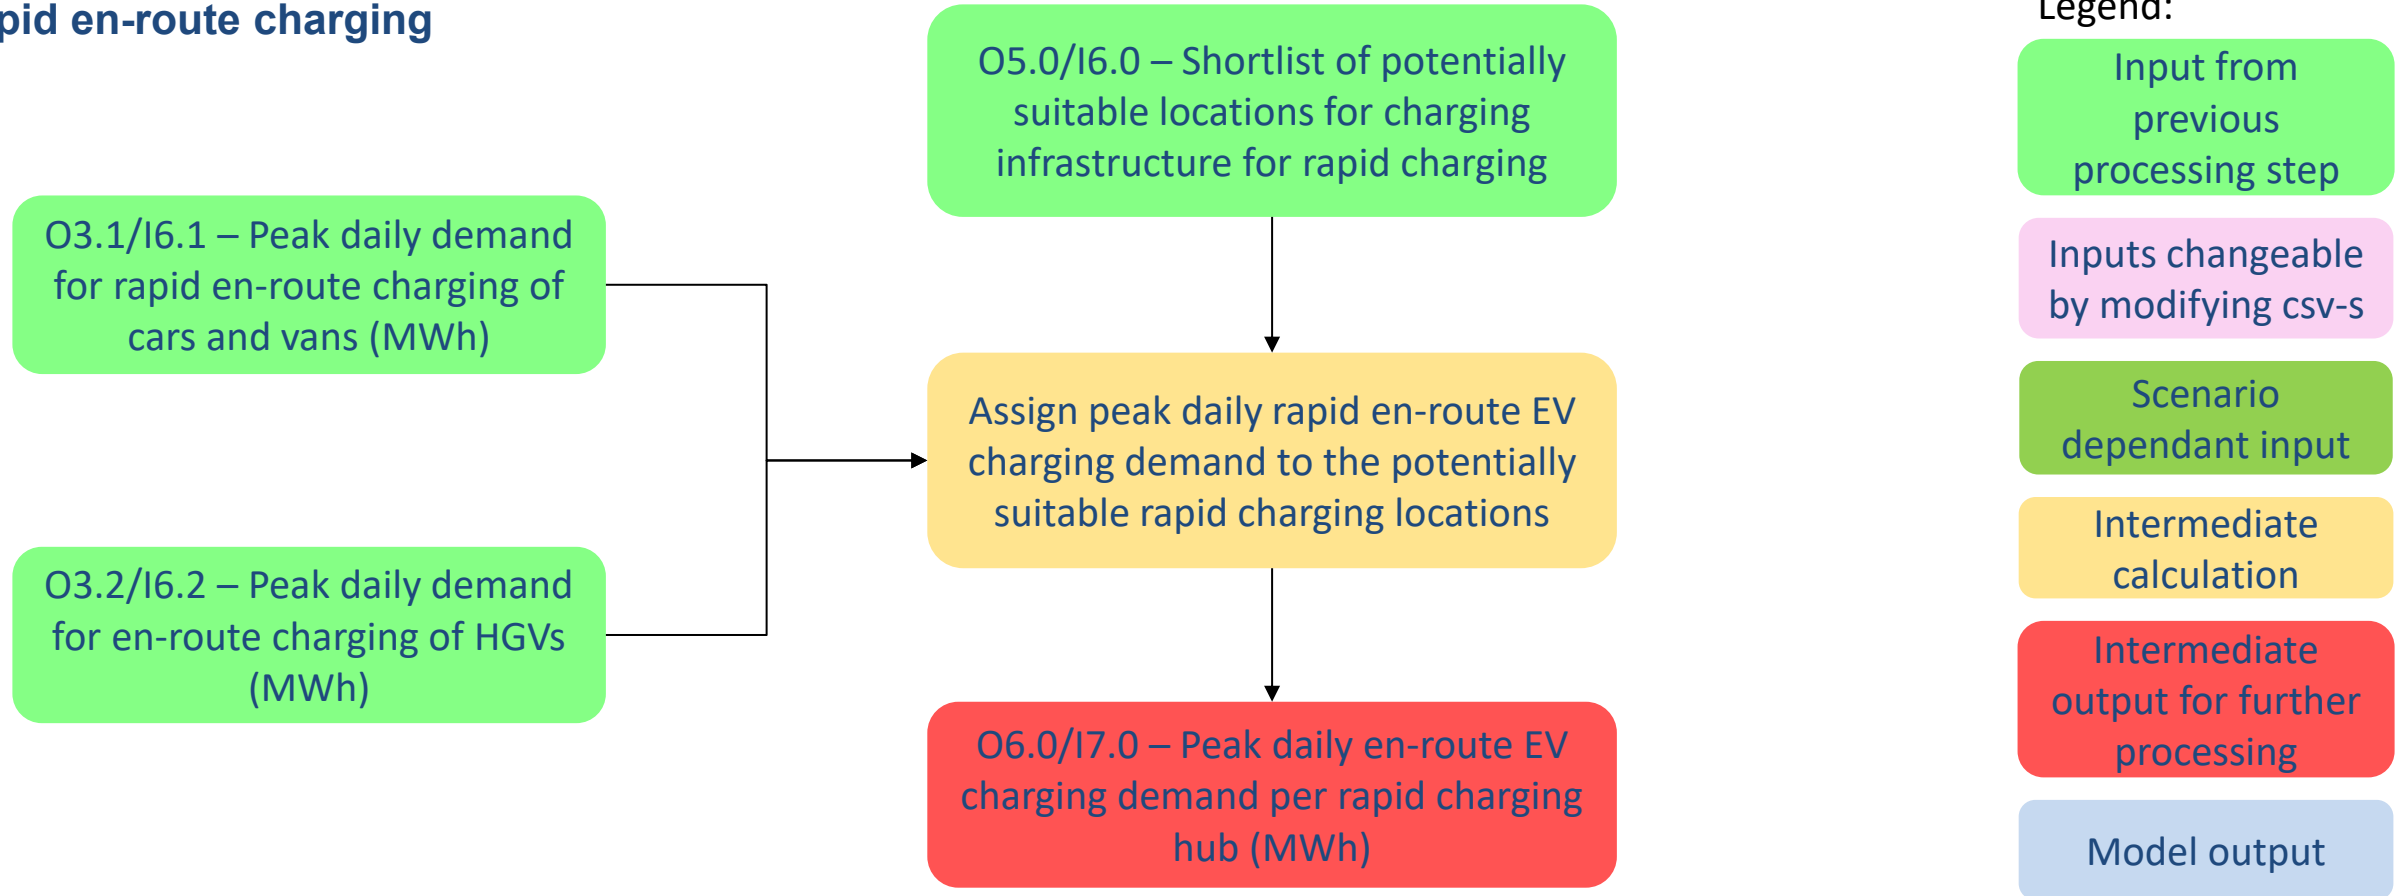 pid en-route charging
O5.0/I6.0 – Shortlist of potentially
suitable locations for charging
infrastructure for rapid charging
O3.1/I6.1 – Peak daily demand
for rapid en-route charging of
cars and vans (MWh)
Assign peak daily rapid en-route EV
charging demand to the potentially
suitable rapid charging locations
O3.2/I6.2 – Peak daily demand
for en-route charging of HGVs
(MWh)
O6.0/I7.0 – Peak daily en-route EV
charging demand per rapid charging
hub (MWh)
Legend:
Input from
previous
processing step
Inputs changeable
by modifying csv-s
Scenario
dependant input
Intermediate
calculation
Intermediate
output for further
processing
Model output